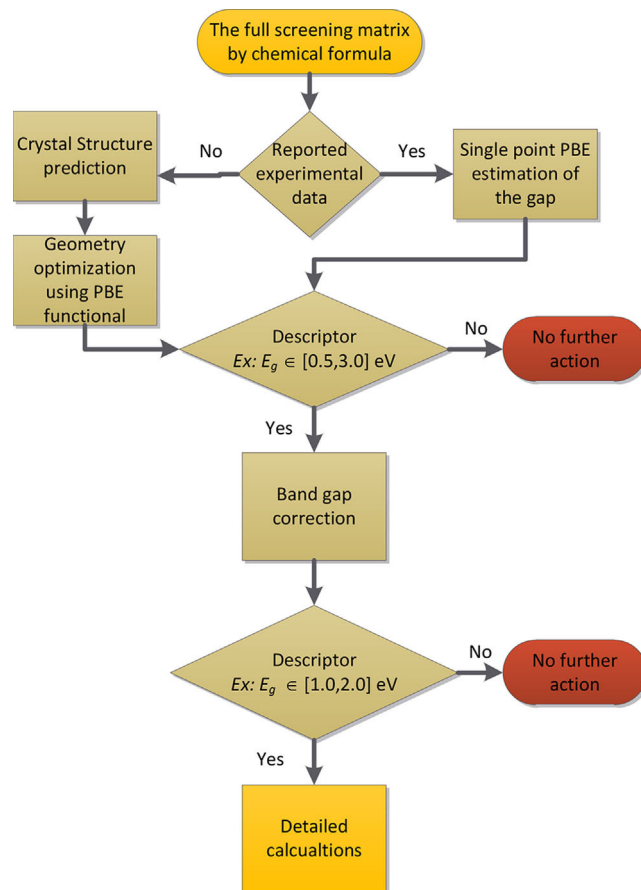 The full screening matrix
by chemical formula
No
Yes
Crystal Structure
prediction
Reported
experimental
data
Single point PBE
estimation of
the gap
Geometry
optimization
using PBE
functional
Descriptor
Ex: Eg ∈ [0.5,3.0] eV
No
No further
action
Yes
Band gap
correction
Descriptor
Ex: Eg ∈ [1.0,2.0] eV
No
No further
action
Yes
Detailed
calcualtions